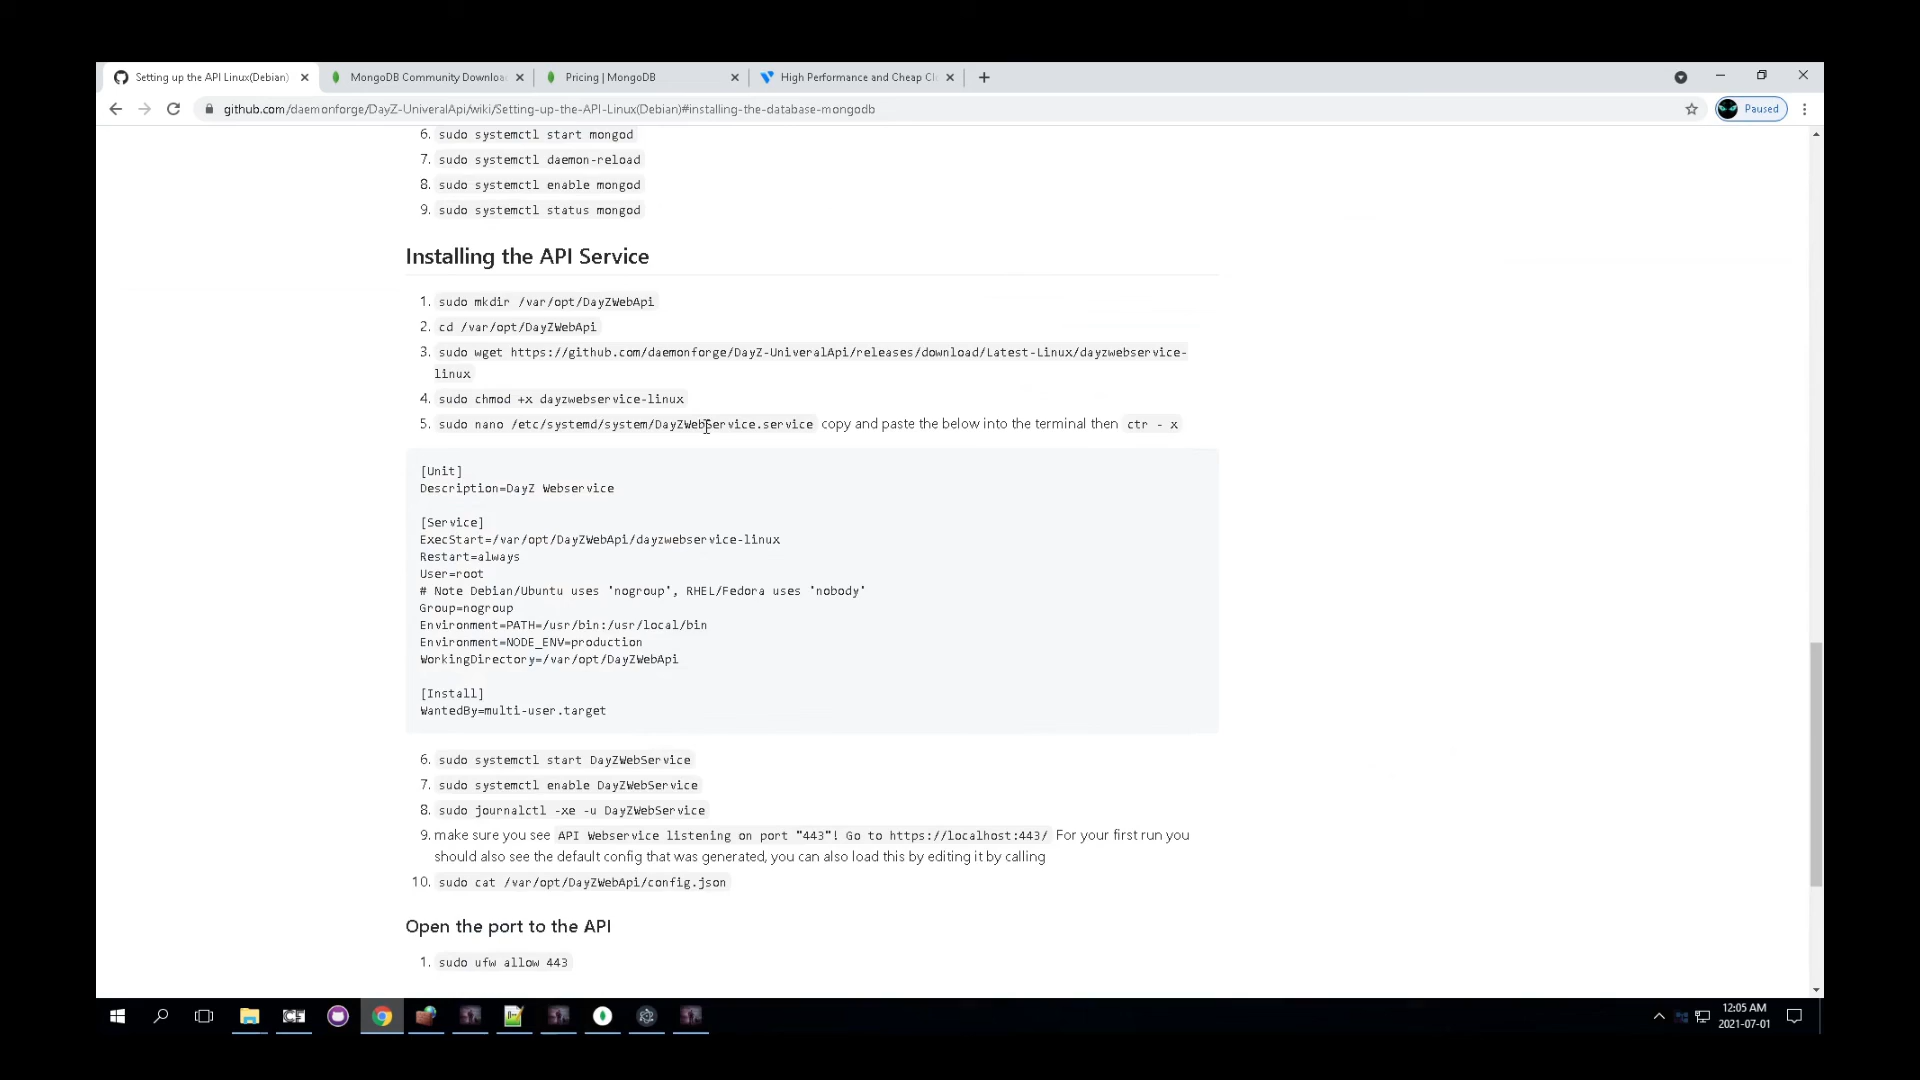 Setting up the API Linux(Debian)
MongoDB Community Downloa
Pricing | MongoDB
High Performance and Cheap Cl
github.com/daemonforge/DayZ-UniveralApi/wiki/Setting-up-the-API-Linux(Debian)#installing-the-database-mongodb
Paused
6. sudo systemctl start mongod
7. sudo systemctl daemon-reload
8. sudo systemctl enable mongod
9. sudo systemctl status mongod
Installing the API Service
1. sudo mkdir /var/opt/DayZWebApi
2. cd /var/opt/DayZWebApi
3. sudo wget https://github.com/daemonforge/DayZ-UniveralApi/releases/download/Latest-Linux/dayzwebservice-
linux
4. sudo chmod +x dayzwebservice-linux
5. sudo nano /etc/systemd/system/DayZWebService.service copy and paste the below into the terminal then ctr - x
[Unit]
Description=DayZ Webservice
[Service]
ExecStart=/var/opt/DayZWebApi/dayzwebservice-linux
Restart=always
User=root
# Note Debian/Ubuntu uses 'nogroup', RHEL/Fedora uses 'nobody'
Group=nogroup
Environment=PATH=/usr/bin:/usr/local/bin
Environment=NODE_ENV=production
WorkingDirectory=/var/opt/DayZWebApi
[Install]
WantedBy=multi-user.target
6. sudo systemctl start DayZWebService
7. sudo systemctl enable DayZWebService
8. sudo journalctl -xe -u DayZWebService
9. make sure you see API Webservice listening on port "443"! Go to https://localhost:443/ For your first run you
should also see the default config that was generated, you can also load this by editing it by calling
10. sudo cat /var/opt/DayZWebApi/config.json
Open the port to the API
1. sudo ufw allow 443
12:05 AM
2021-07-01